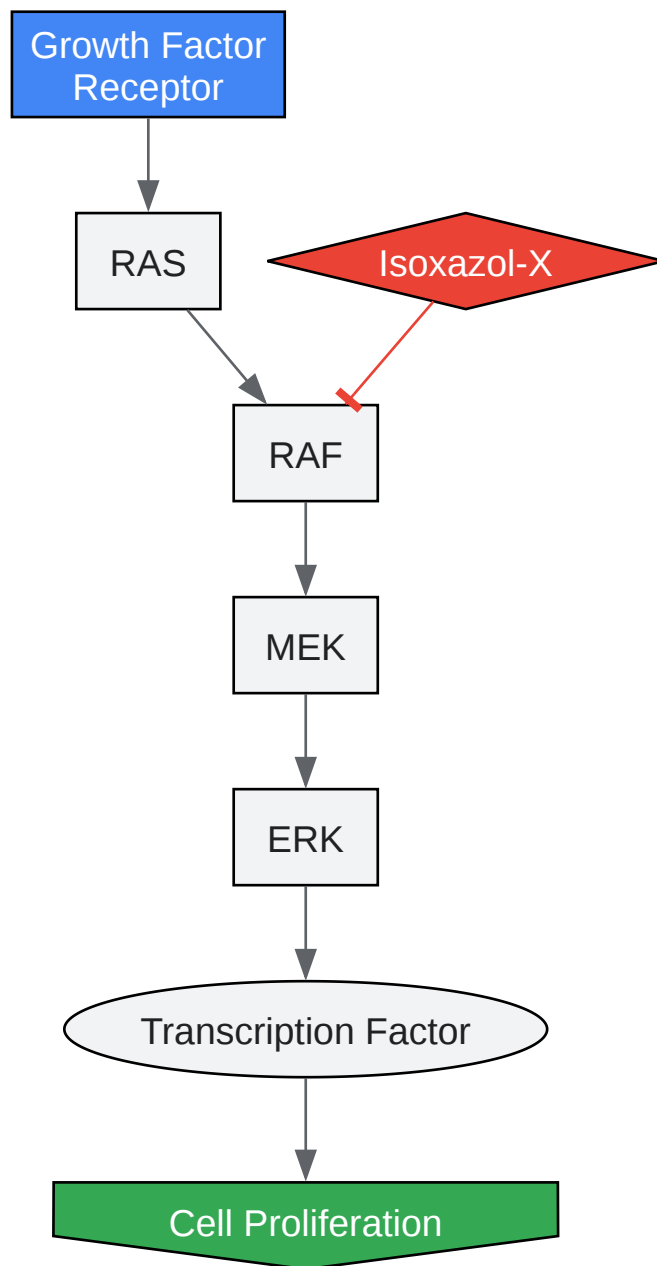 Growth Factor
Receptor
RAS
Isoxazol-X
RAF
MEK
ERK
Transcription Factor
Cell Proliferation